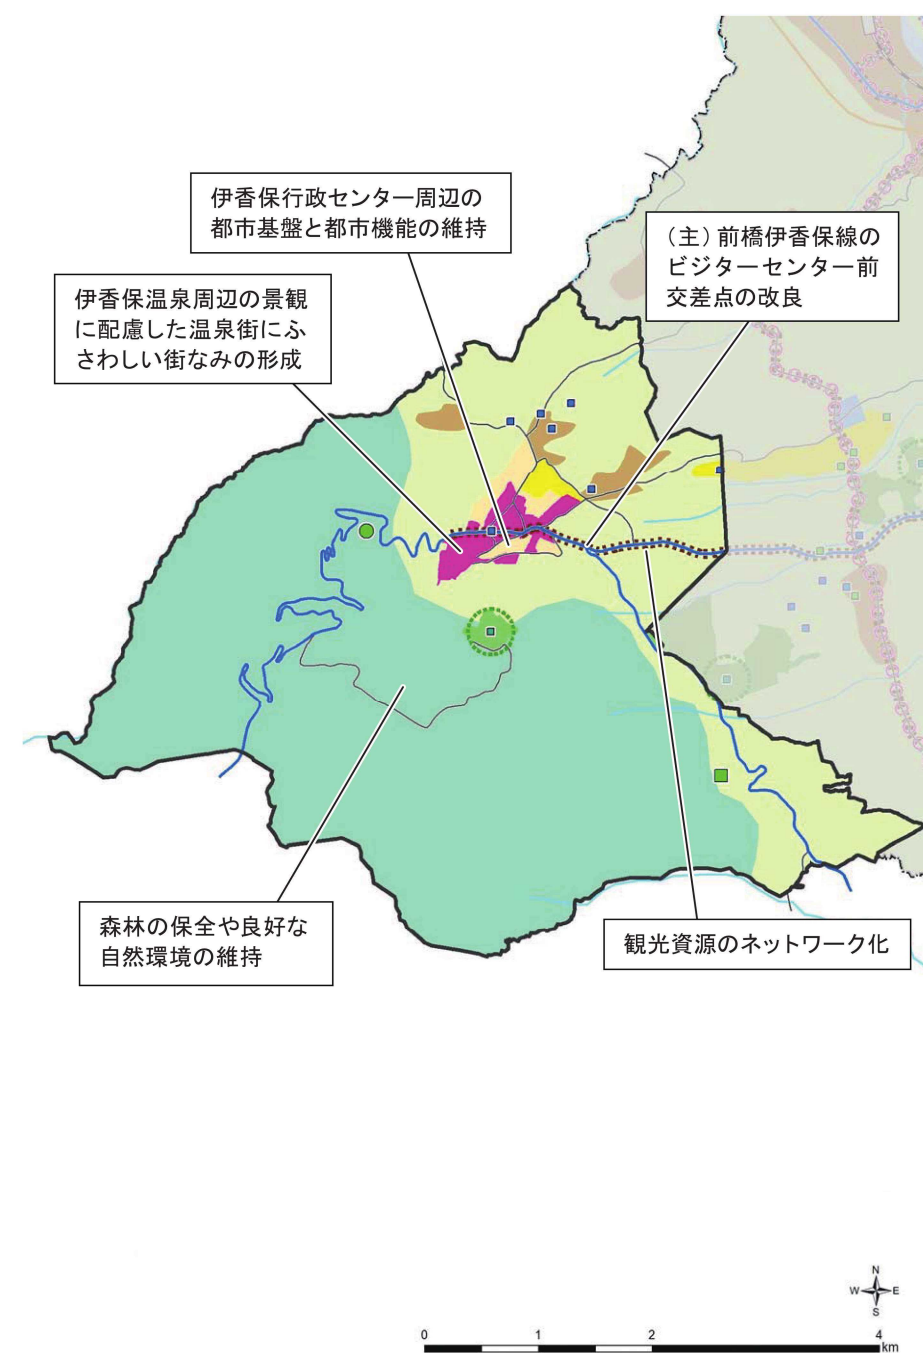 伊香保行政センター周辺の
都市基盤と都市機能の維持
（主）前橋伊香保線の
ビジターセンター前
交差点の改良
伊香保温泉周辺の景観
に配慮した温泉街にふ
さわしい街なみの形成
森林の保全や良好な
自然環境の維持
観光資源のネットワーク化
N
W E
S
0 1 2 4
km